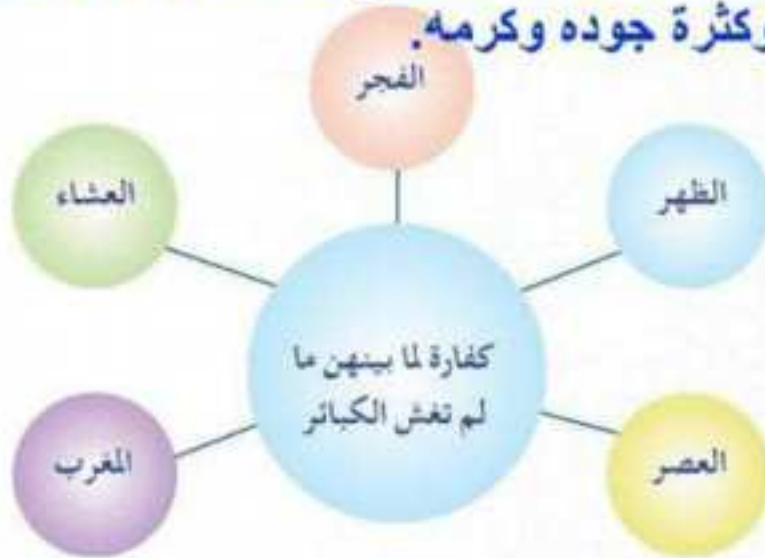 وكثرة جوده وكرمه.
الفجر
الظهر
العشاء
كفارة لما بينهن ما
لم تغش الكبائر
العصر
المغرب